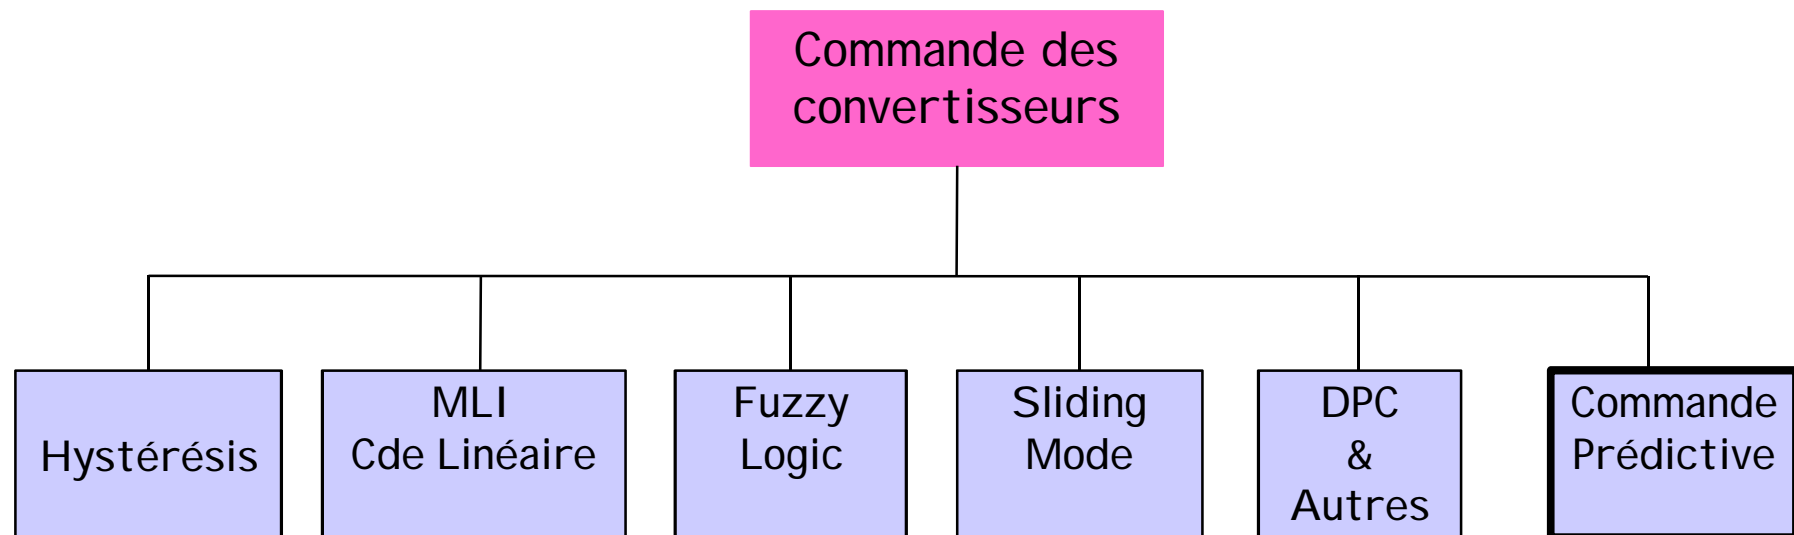 Commande des
convertisseurs
Hystérésis
MLI
Cde Linéaire
Fuzzy
Logic
Sliding
Mode
DPC
&
Autres
Commande
Prédictive